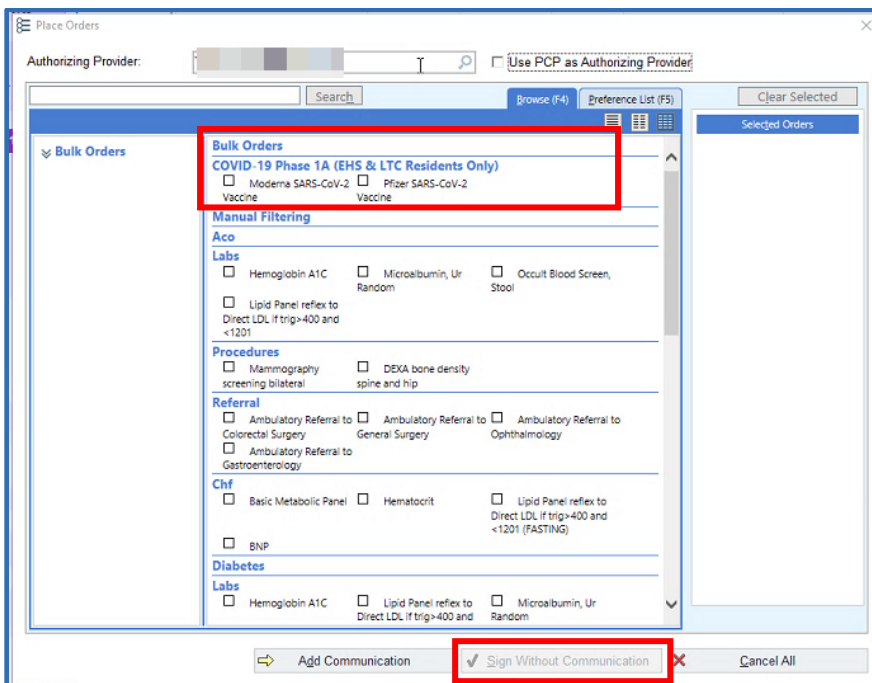 Place Orders
Authorizing Provider:
Use PCP as Authorizing Provider
Search
Browse (F4)
Preference List (F5)
Clear Selected
Selected Orders
Bulk Orders
Bulk Orders
COVID-19 Phase 1A (EHS & LTC Residents Only)
Moderna SARS-CoV-2 Pfizer SARS-CoV-2
Vaccine Vaccine
Manual Filtering
Aco
Labs
Hemoglobin A1C Microalbumin, Ur Occult Blood Screen,
Random Stool
Lipid Panel reflex to
Direct LDL if trig>400 and
<1201
Procedures
Mammography DEXA bone density
screening bilateral spine and hip
Referral
Ambulatory Referral to Ambulatory Referral to Ambulatory Referral to
Colorectal Surgery General Surgery Ophthalmology
Ambulatory Referral to
Gastroenterology
Chf
Basic Metabolic Panel Hematocrit Lipid Panel reflex to
Direct LDL if trig>400 and
<1201 (FASTING)
BNP
Diabetes
Labs
Hemoglobin A1C Lipid Panel reflex to Microalbumin, Ur
Direct LDL if trig>400 and Random
Add Communication
Sign Without Communication
Cancel All